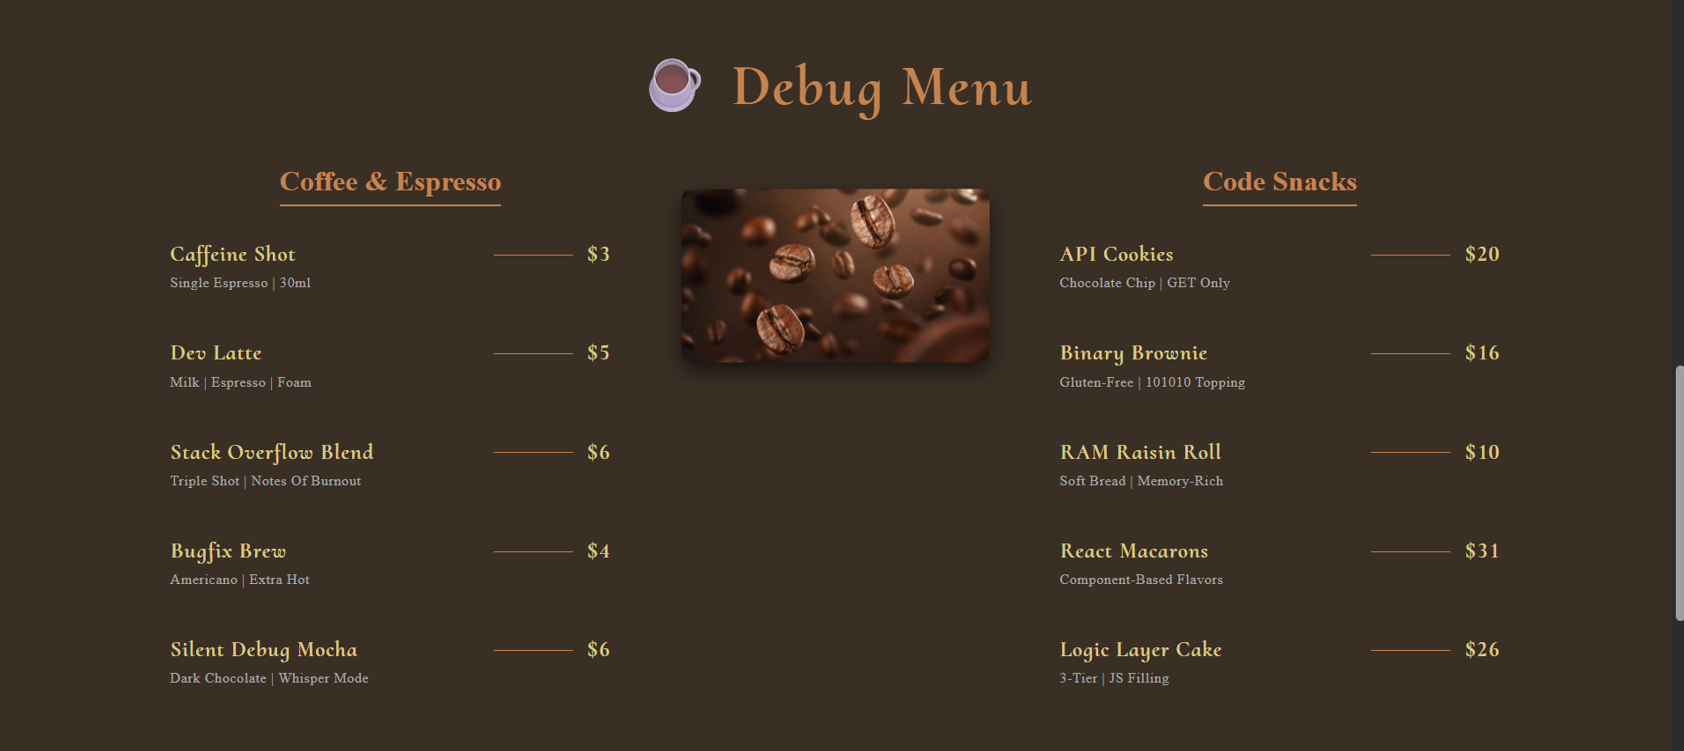 Debug Menu
Coffee & Espresso
Caffeine Shot $3
Single Espresso | 30ml
Dev Latte $5
Milk | Espresso | Foam
Stack Overflow Blend $6
Triple Shot | Notes Of Burnout
Bugfix Brew $4
Americano | Extra Hot
Silent Debug Mocha $6
Dark Chocolate | Whisper Mode
Code Snacks
API Cookies $20
Chocolate Chip | GET Only
Binary Brownie $16
Gluten-Free | 101010 Topping
RAM Raisin Roll $10
Soft Bread | Memory-Rich
React Macarons $31
Component-Based Flavors
Logic Layer Cake $26
3-Tier | JS Filling